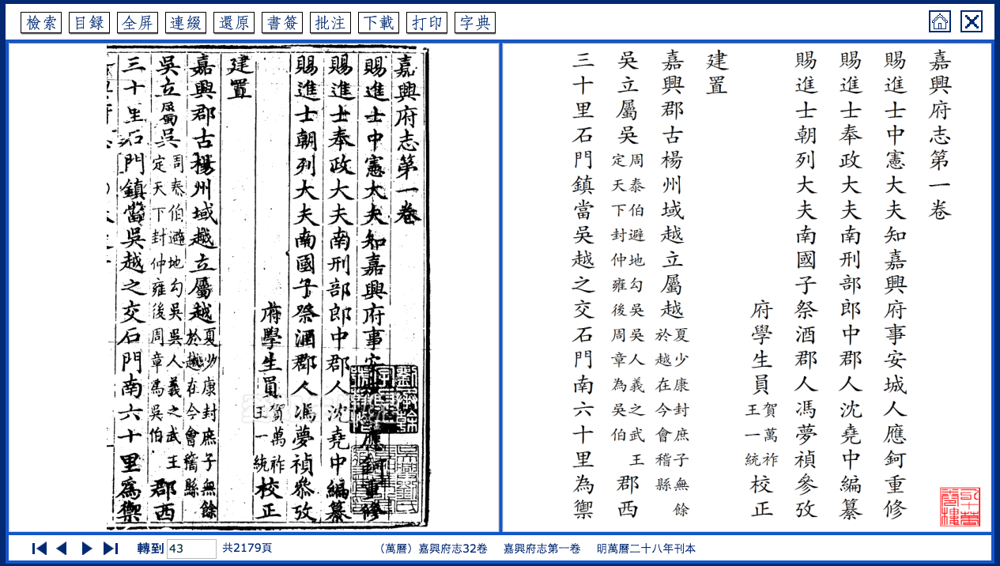 檢索 目録 全屏 連綴 還原 書簽 批注 下載 打印 字典
嘉興府志第一卷
賜進士中憲大夫知嘉興府事安
賜進士奉政大夫南刑部郎中郡人沈堯中編纂
賜進士朝列大夫南國子祭酒郡人馮夢禎叅攷
府學生員賀萬祚王一統校正
建置
嘉興郡古楊州域越立屬越夏少康封庶子無餘於越在今會稽縣
吳立屬吳周泰伯避地勾吳吳人義之武王定天下封仲雍後周章為吳伯郡西
三十里石門鎮當吳越之交石門南六十里為禦
嘉興府志第一卷
賜進士中憲大夫知嘉興府事安城人應鈳重修
賜進士奉政大夫南刑部郎中郡人沈堯中編纂
賜進士朝列大夫南國子祭酒郡人馮夢禎參攷
府學生員賀萬祚王一統校正
建置
嘉興郡古楊州域越立屬越夏少康封庶子無餘於越在今會稽縣
吳立屬吳周泰伯避地勾吳吳人義之武王定天下封仲雍後周章為吳伯郡西
三十里石門鎮當吳越之交石門南六十里為禦
轉到 43 共2179頁 （萬曆）嘉興府志32卷 嘉興府志第一卷 明萬曆二十八年刊本